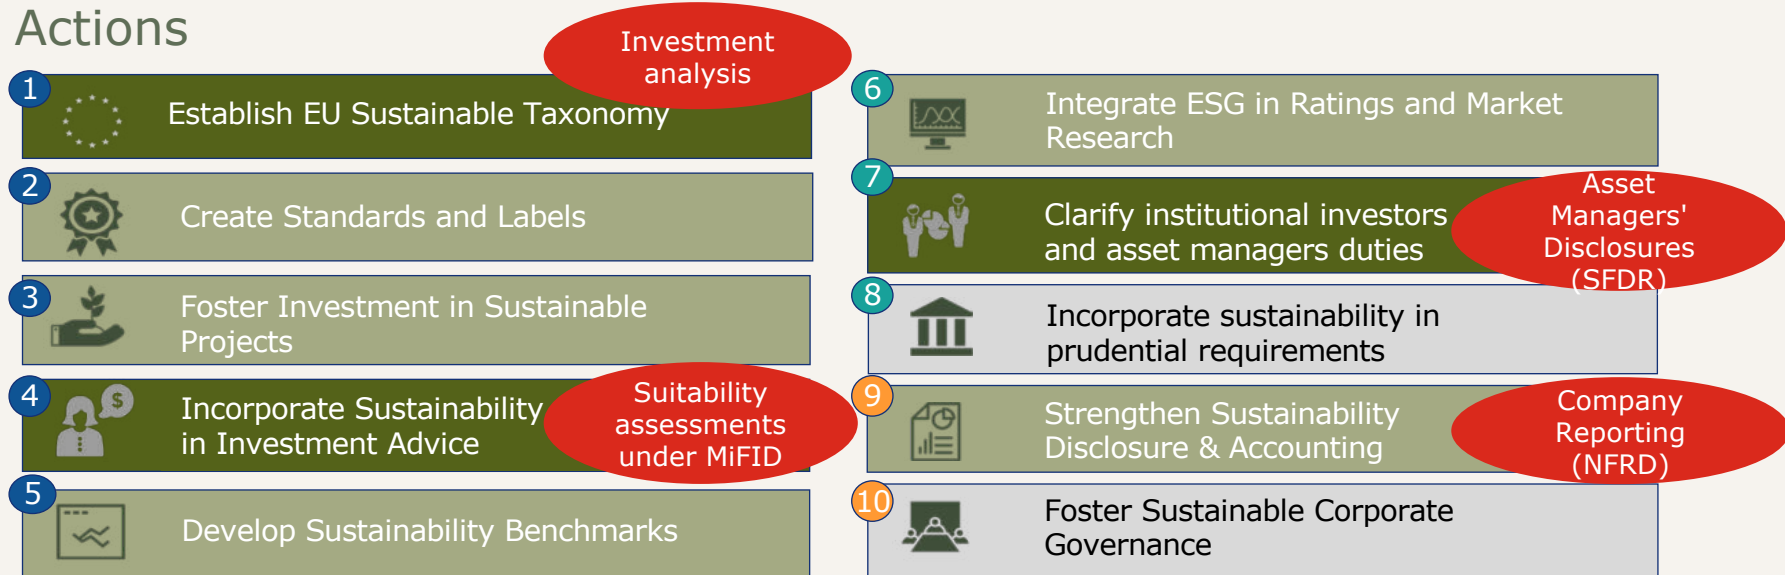 Actions
Investment
analysis
1
Establish EU Sustainable Taxonomy
2
Create Standards and Labels
3
Foster Investment in Sustainable
Projects
4
$
Incorporate Sustainability
in Investment Advice
Suitability
assessments
under MiFID
5
Develop Sustainability Benchmarks
6
Integrate ESG in Ratings and Market
Research
7
Clarify institutional investors
and asset managers duties
Asset
Managers'
Disclosures
(SFDR)
8
Incorporate sustainability in
prudential requirements
9
Strengthen Sustainability
Disclosure & Accounting
Company
Reporting
(NFRD)
10
Foster Sustainable Corporate
Governance